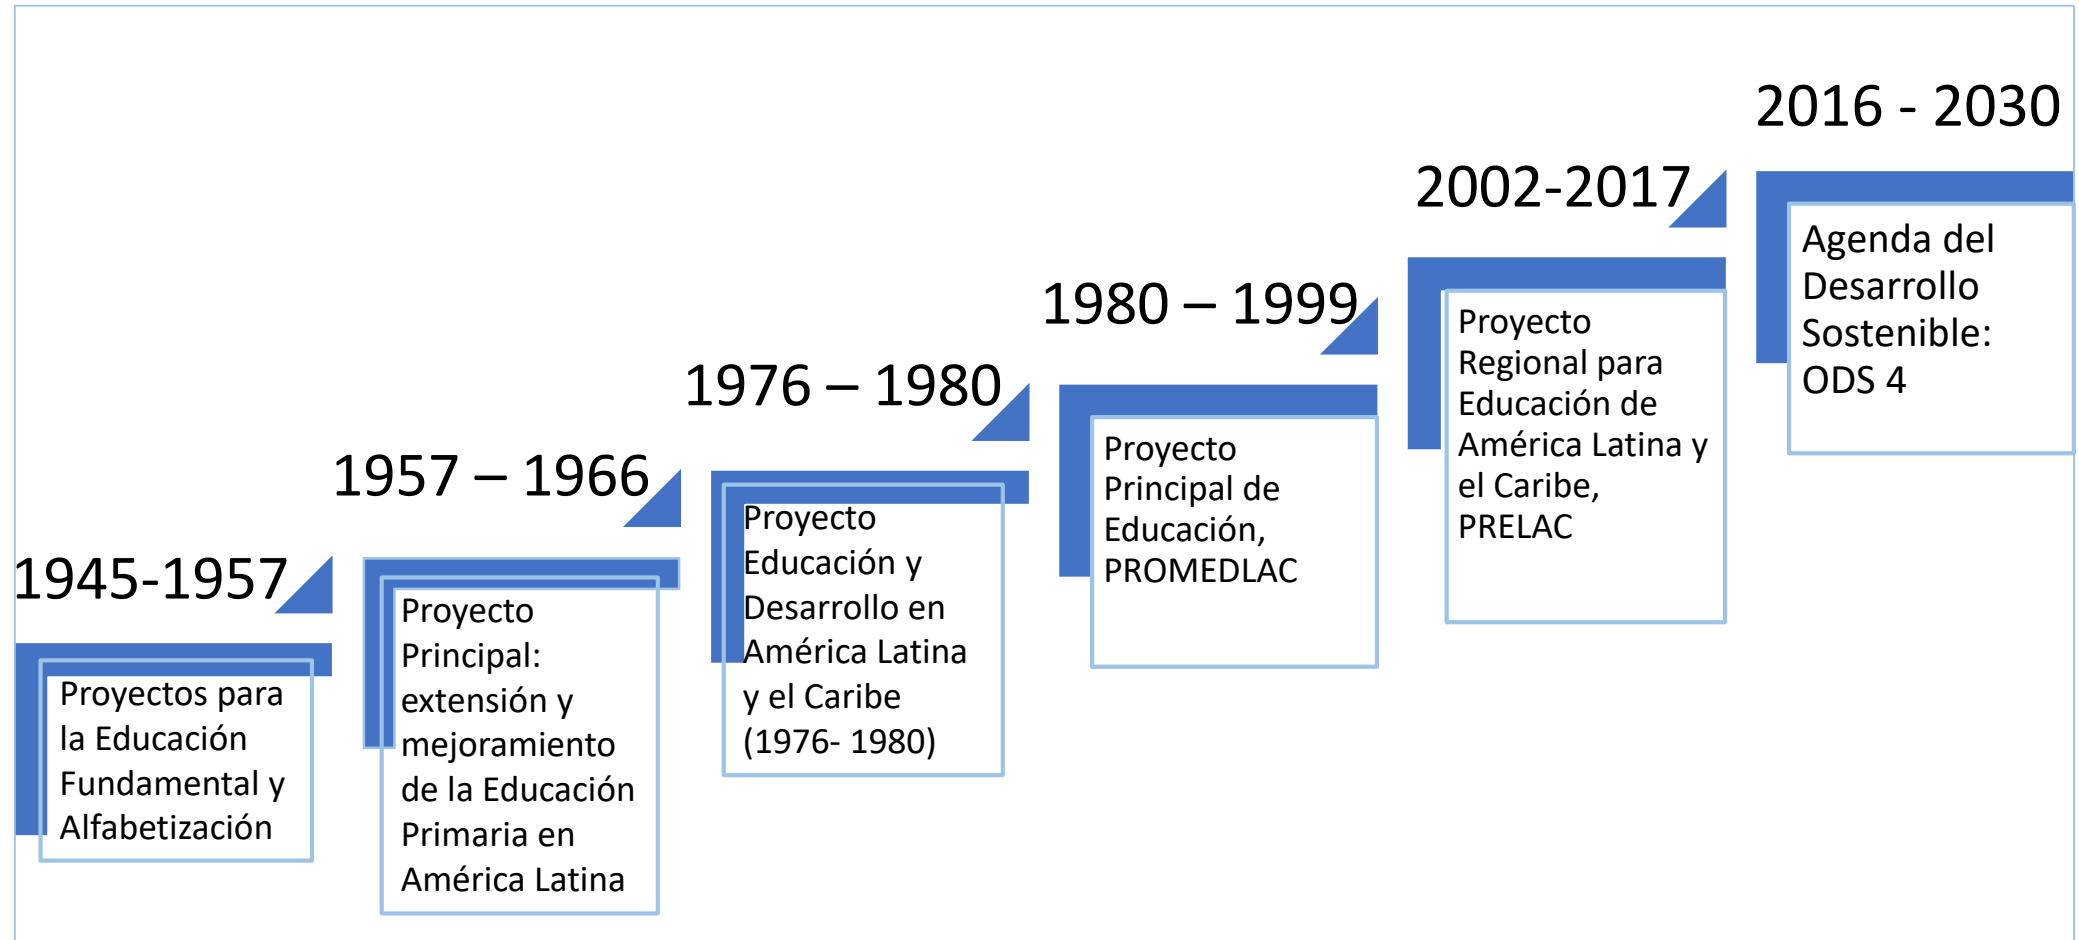 1945-1957
Proyectos para
la Educación
Fundamental y
Alfabetización
1957 – 1966
Proyecto
Principal:
extensión y
mejoramiento
de la Educación
Primaria en
América Latina
1976 – 1980
Proyecto
Educación y
Desarrollo en
América Latina
y el Caribe
(1976- 1980)
1980 – 1999
Proyecto
Principal de
Educación,
PROMEDLAC
2002-2017
Proyecto
Regional para
Educación de
América Latina y
el Caribe,
PRELAC
2016 - 2030
Agenda del
Desarrollo
Sostenible:
ODS 4